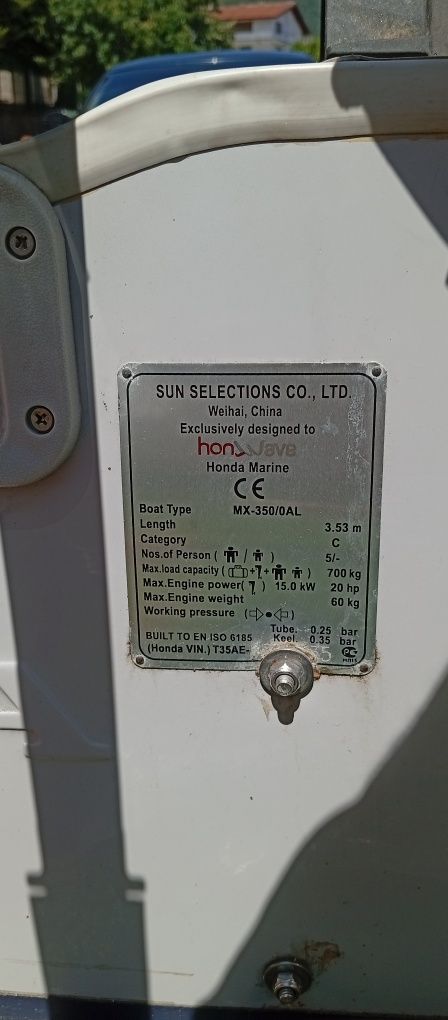 SUN SELECTIONS CO., LTD.
Weihai, China
Exclusively designed to
honwave
Honda Marine
CE
Boat Type MX-350/0AL
Length 3.53 m
Category C
Nos.of Person ( / ) 5/-
Max.load capacity ( + + ) 700 kg
Max.Engine power( ) 15.0 kW 20 hp
Max.Engine weight 60 kg
Working pressure ( )
Tube. 0.25 bar
BUILT TO EN ISO 6185 Keel 0.35 bar
(Honda VIN.) T35AE-